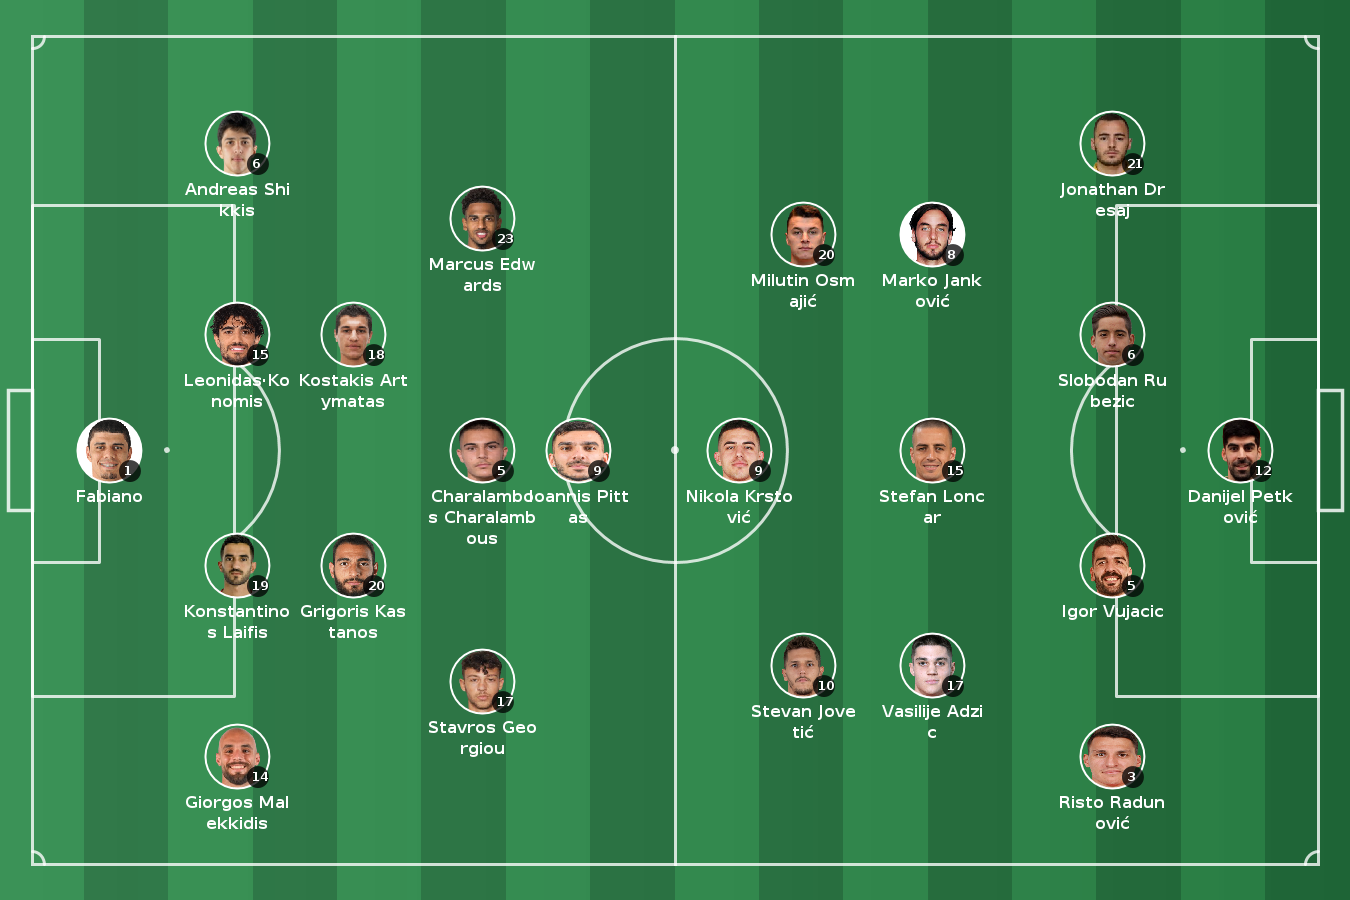 6
Andreas Shi
kkis
21
Jonathan Dr
esaj
23
Marcus Edw
ards
20
Milutin Osm
ajić
8
Marko Jank
ović
15
Leonidas Ko
nomis
18
Kostakis Art
ymatas
6
Slobodan Ru
bezic
1
Fabiano
5
Charalambo
s Charalamb
ous
9
Ioannis Pitt
as
9
Nikola Krsto
vić
15
Stefan Lonc
ar
12
Danijel Petk
ović
19
Konstantino
s Laifis
20
Grigoris Kas
tanos
5
Igor Vujacic
17
Stavros Geo
rgiou
10
Stevan Jove
tić
17
Vasilije Adzi
c
14
Giorgos Mal
ekkidis
3
Risto Radun
ović